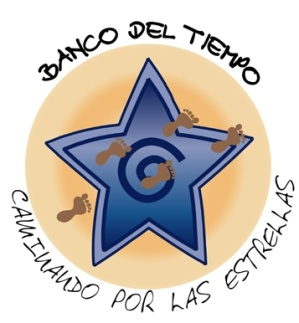 BANCO DEL TIEMPO
CAMINANDO POR LAS ESTRELLAS